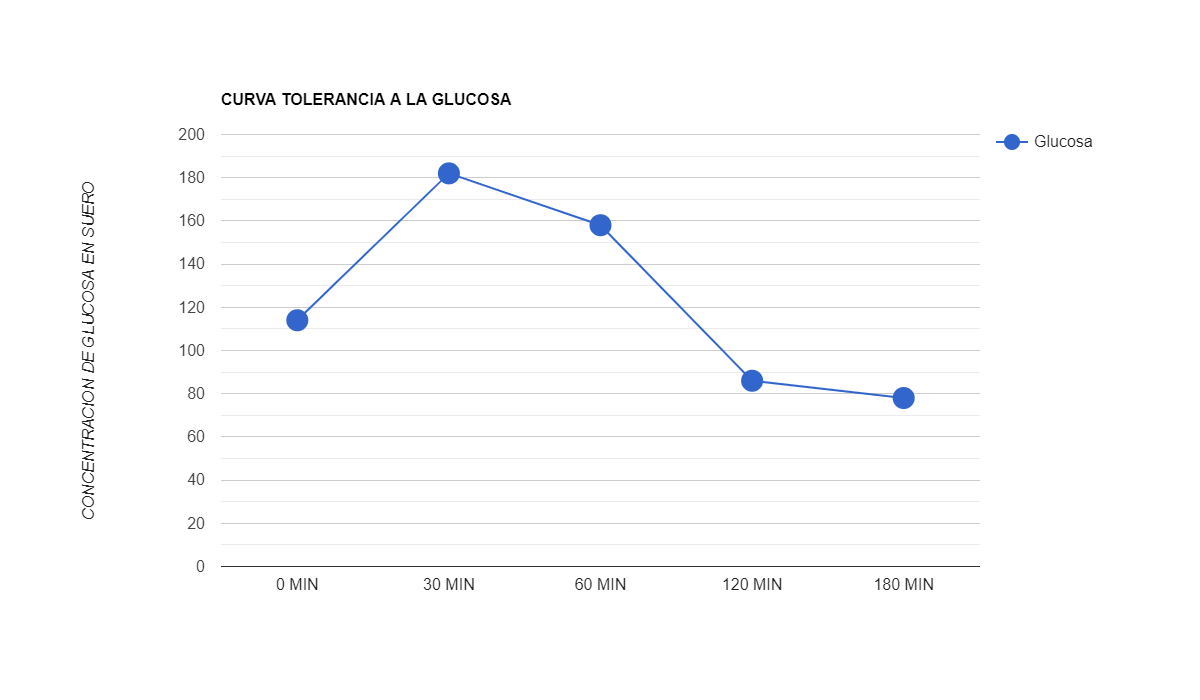 CURVA TOLERANCIA A LA GLUCOSA
Glucosa
CONCENTRACION DE GLUCOSA EN SUERO
200
180
160
140
120
100
80
60
40
20
0
0 MIN
30 MIN
60 MIN
120 MIN
180 MIN